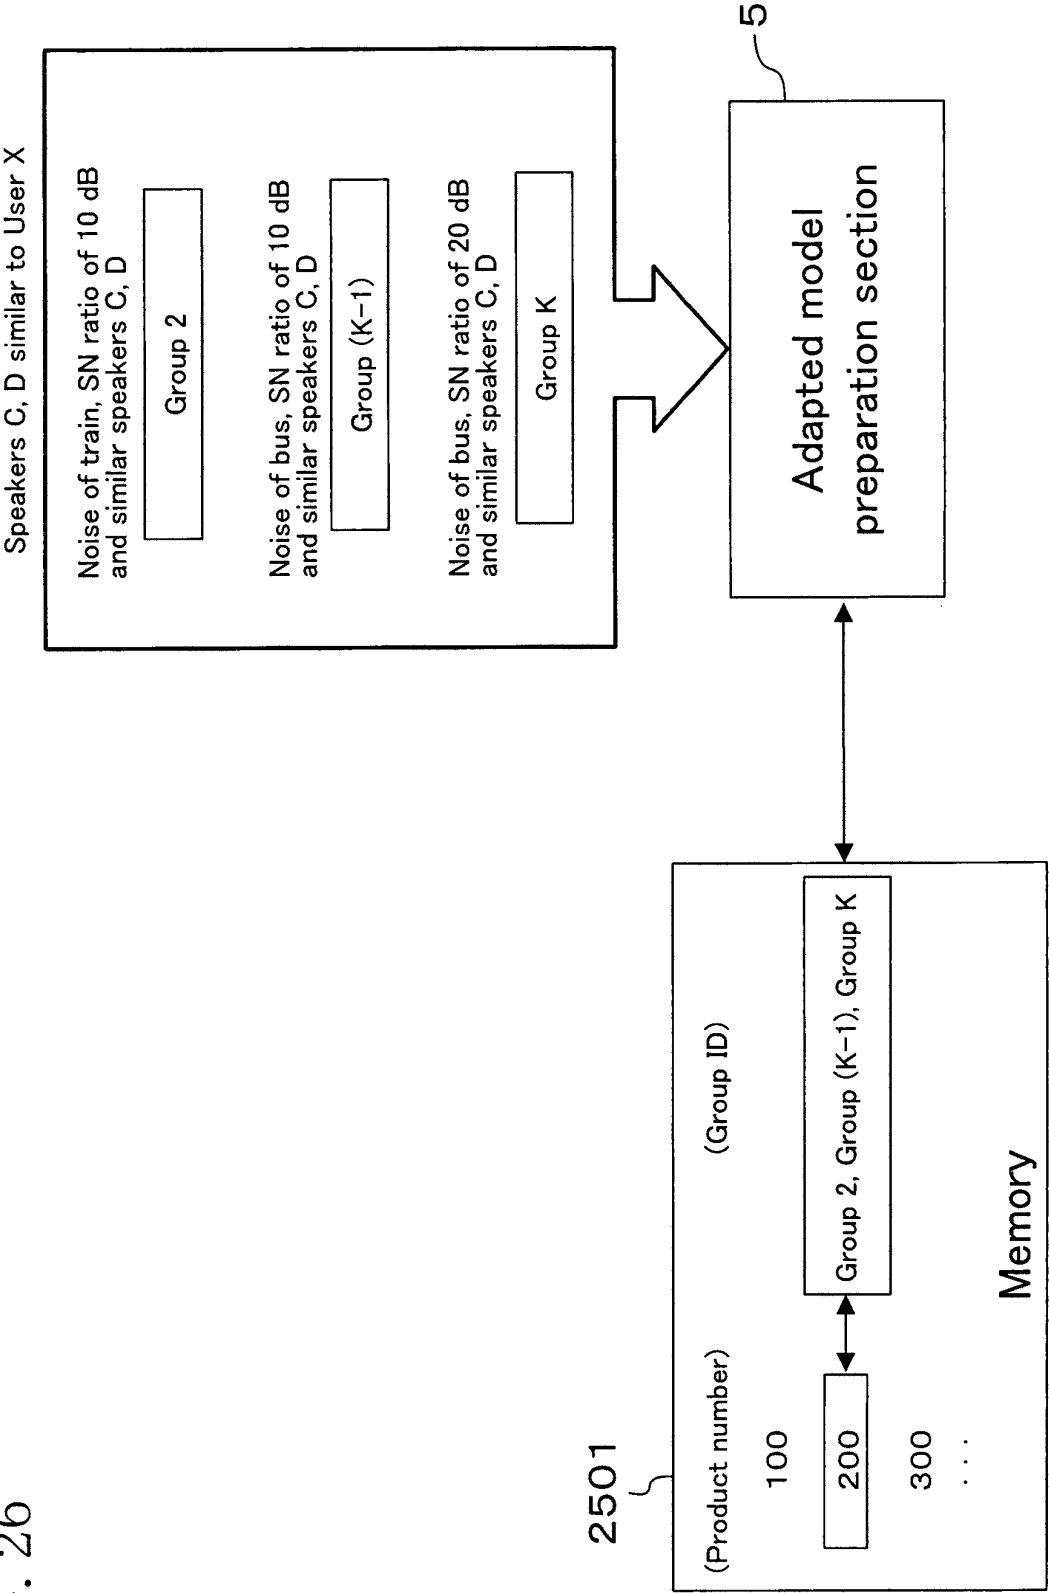 . 26
Speakers C, D similar to User X
Noise of train, SN ratio of 10 dB
and similar speakers C, D
Group 2
Noise of bus, SN ratio of 10 dB
and similar speakers C, D
Group (K-1)
Noise of bus, SN ratio of 20 dB
and similar speakers C, D
Group K
5
Adapted model
preparation section
2501
(Product number)
(Group ID)
100
200
Group 2, Group (K-1), Group K
300
...
Memory